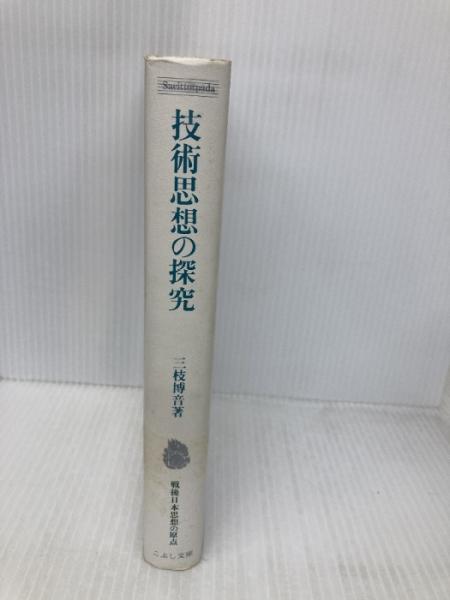 技術思想の探究
三枝博音著
戦後日本思想の原点
こぶし文庫